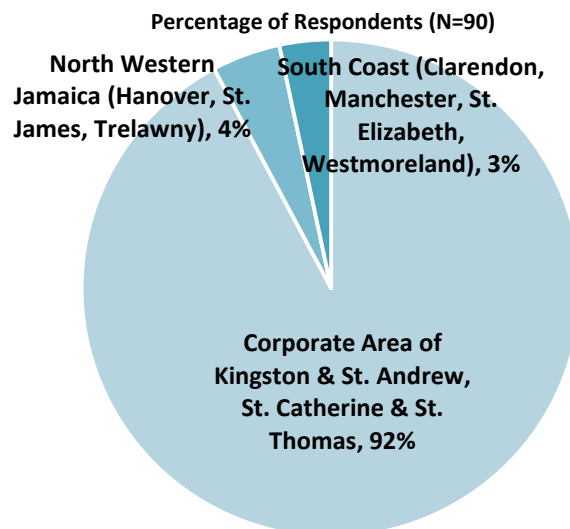 Percentage of Respondents (N=90)
North Western
Jamaica (Hanover, St.
James, Trelawny), 4%
South Coast (Clarendon,
Manchester, St.
Elizabeth,
Westmoreland), 3%
Corporate Area of
Kingston & St. Andrew,
St. Catherine & St.
Thomas, 92%